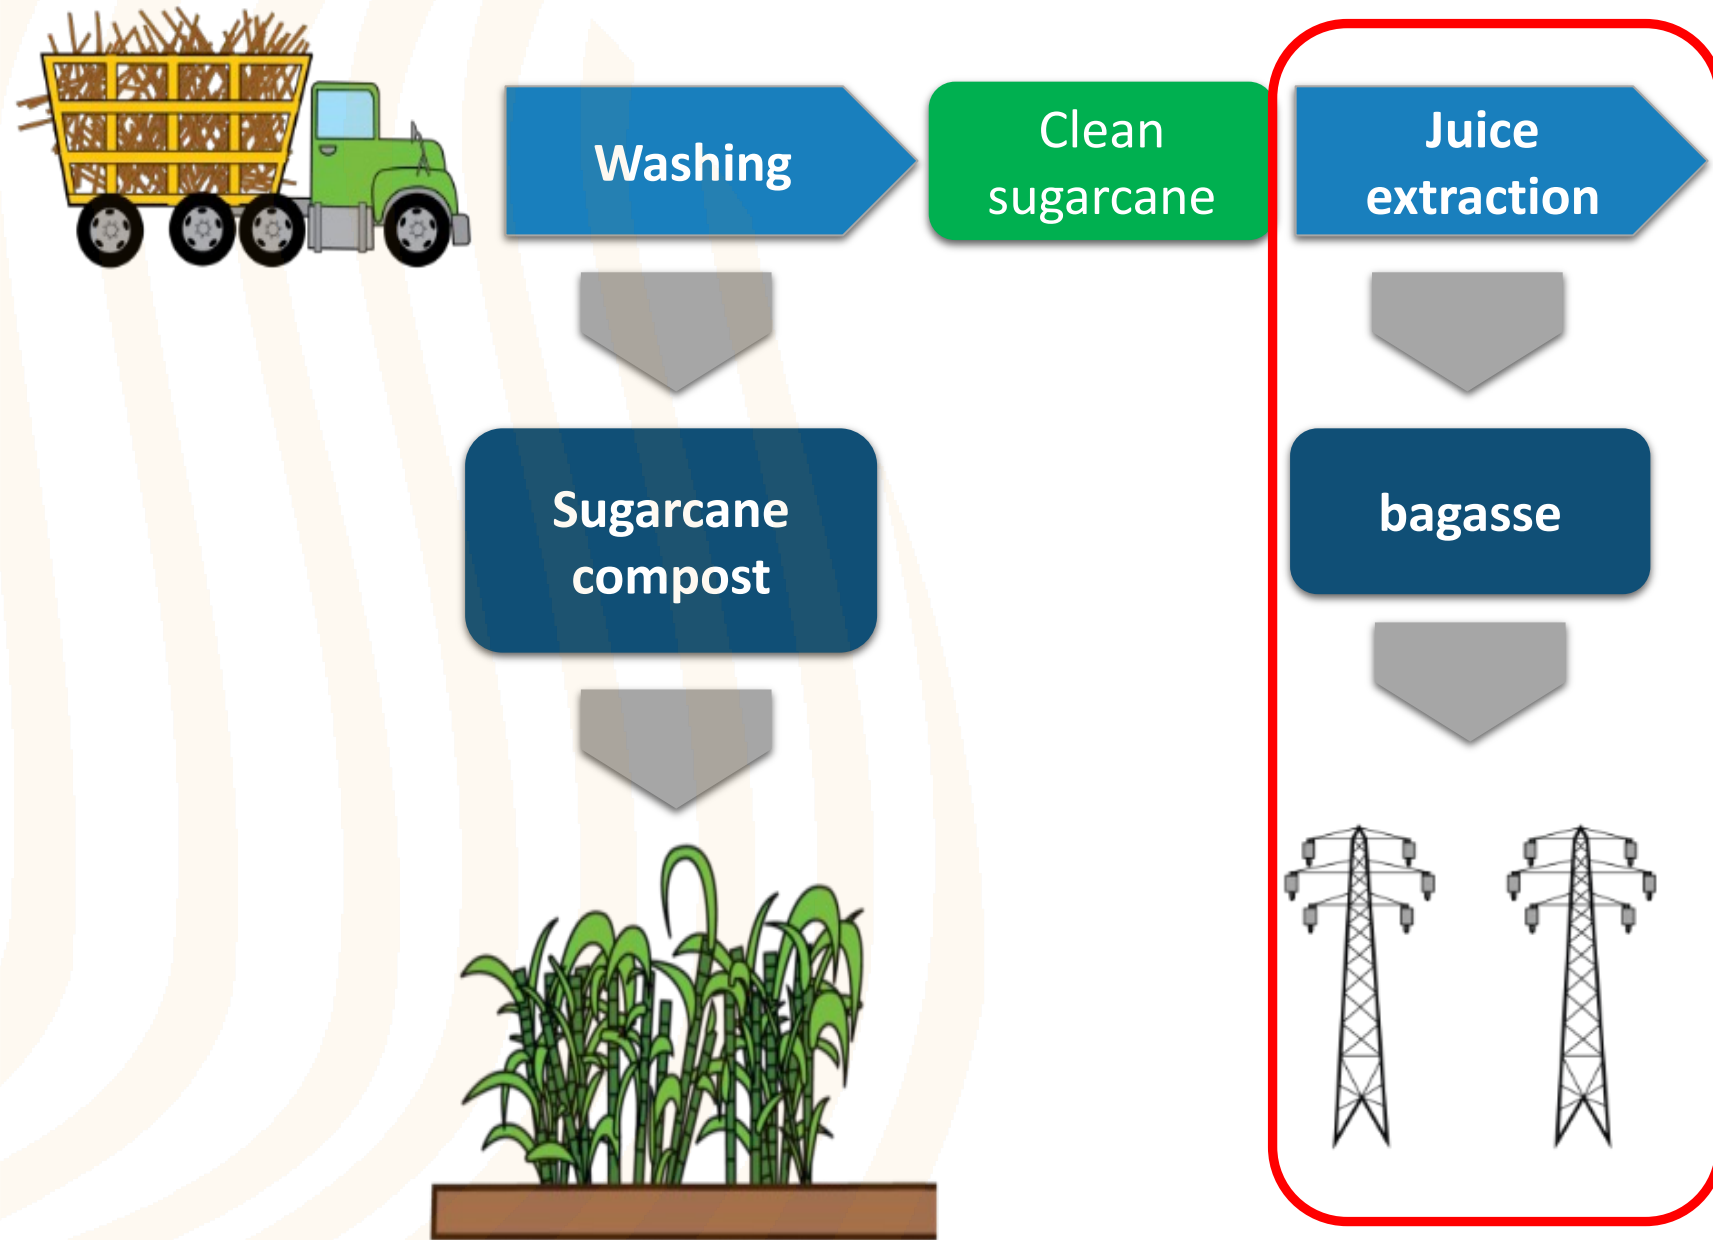 Washing
Clean
sugarcane
Juice
extraction
Sugarcane
compost
bagasse